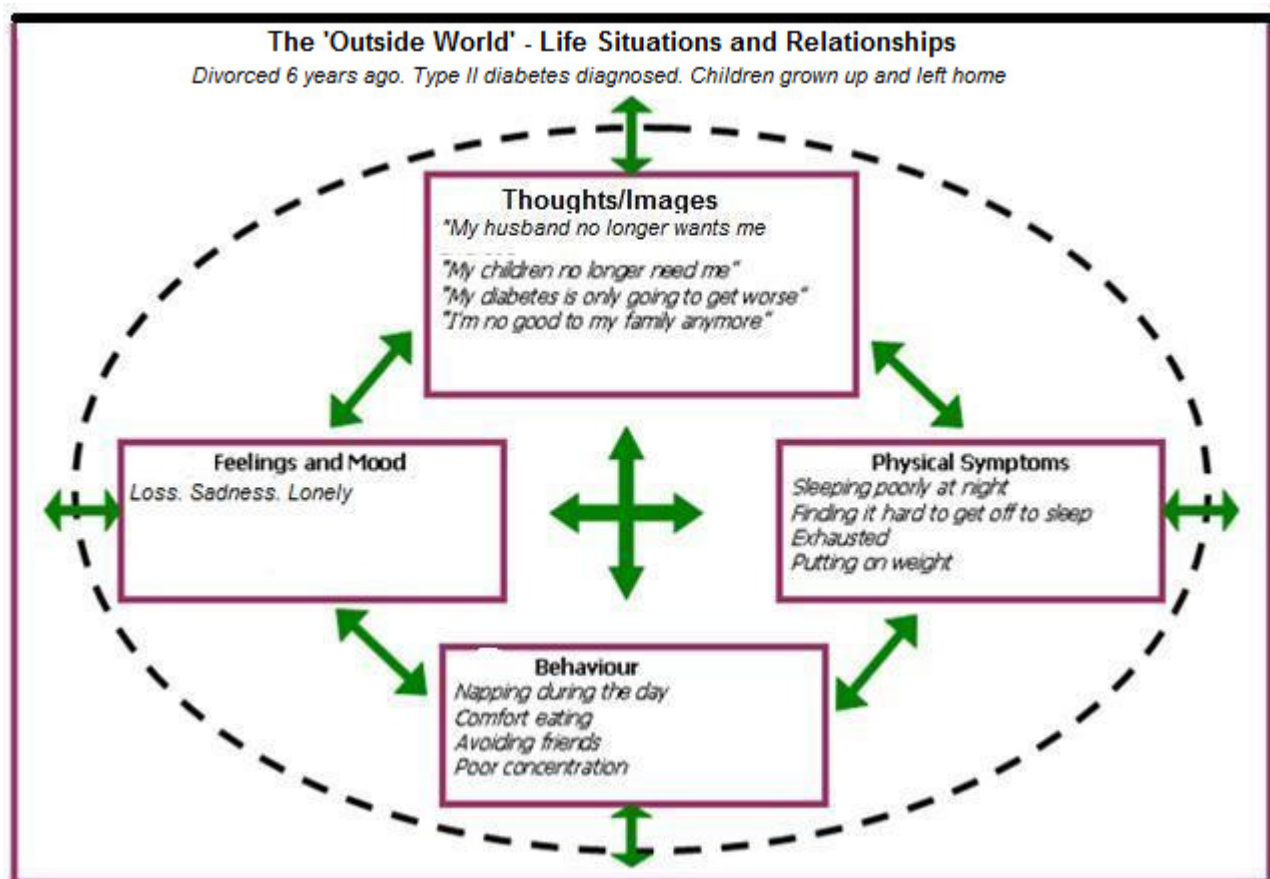 The 'Outside World' - Life Situations and Relationships
Divorced 6 years ago. Type II diabetes diagnosed. Children grown up and left home
Thoughts/Images
"My husband no longer wants me
"My children no longer need me"
"My diabetes is only going to get worse"
"I'm no good to my family anymore"
Feelings and Mood
Loss. Sadness. Lonely
Physical Symptoms
Sleeping poorly at night
Finding it hard to get off to sleep
Exhausted
Putting on weight
Behaviour
Napping during the day
Comfort eating
Avoiding friends
Poor concentration